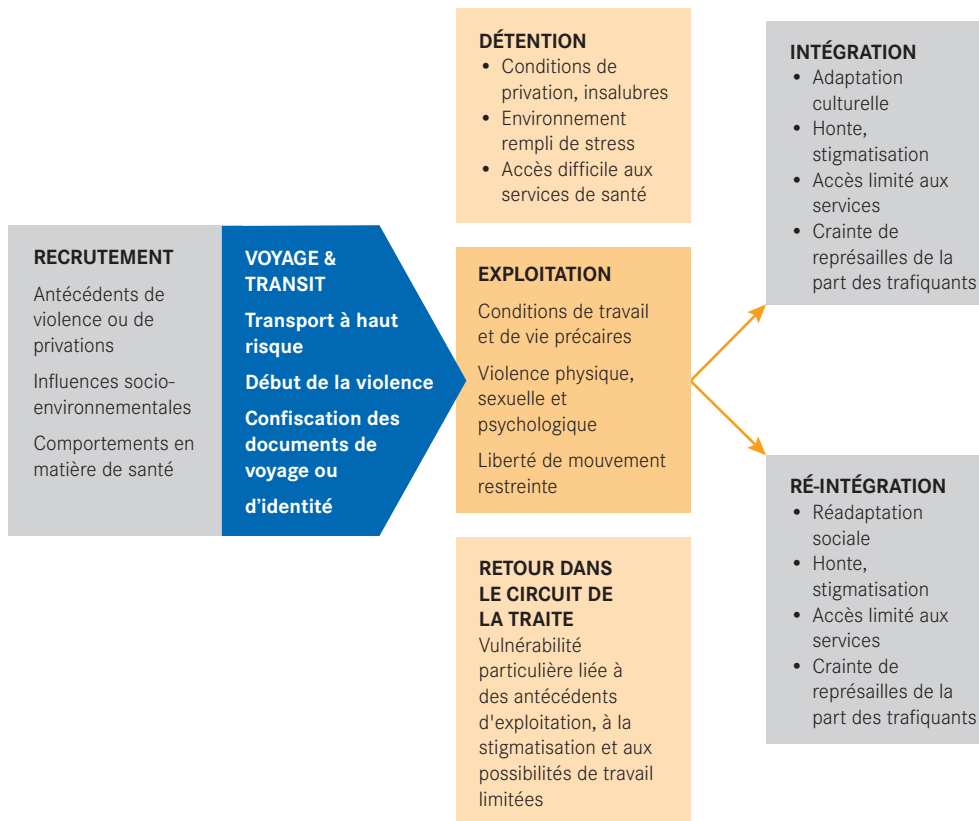 RECRUTEMENT
Antécédents de
violence ou de
privations
Influences socio-
environnementales
Comportements en
matière de santé
VOYAGE &
TRANSIT
Transport à haut
risque
Début de la violence
Confiscation des
documents de
voyage ou
d'identité
DÉTENTION
• Conditions de
privation, insalubres
• Environnement
rempli de stress
• Accès difficile aux
services de santé
EXPLOITATION
Conditions de travail
et de vie précaires
Violence physique,
sexuelle et
psychologique
Liberté de mouvement
restreinte
RETOUR DANS
LE CIRCUIT DE
LA TRAITE
Vulnérabilité
particulière liée à
des antécédents
d'exploitation, à la
stigmatisation et aux
possibilités de travail
limitées
INTÉGRATION
• Adaptation
culturelle
• Honte,
stigmatisation
• Accès limité aux
services
• Crainte de
représailles de la
part des trafiquants
RÉ-INTÉGRATION
• Réadaptation
sociale
• Honte,
stigmatisation
• Accès limité aux
services
• Crainte de
représailles de la
part des trafiquants